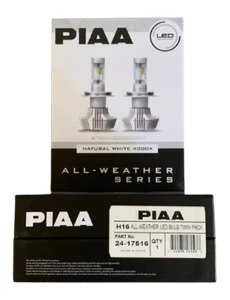 PIAA
LED
NATURAL WHITE 4000K
ALL-WEATHER
SERIES
PIAA
PIAA
H16 ALL-WEATHER LED BULB TWIN PACK
PART No.
24-17616
QTY
1